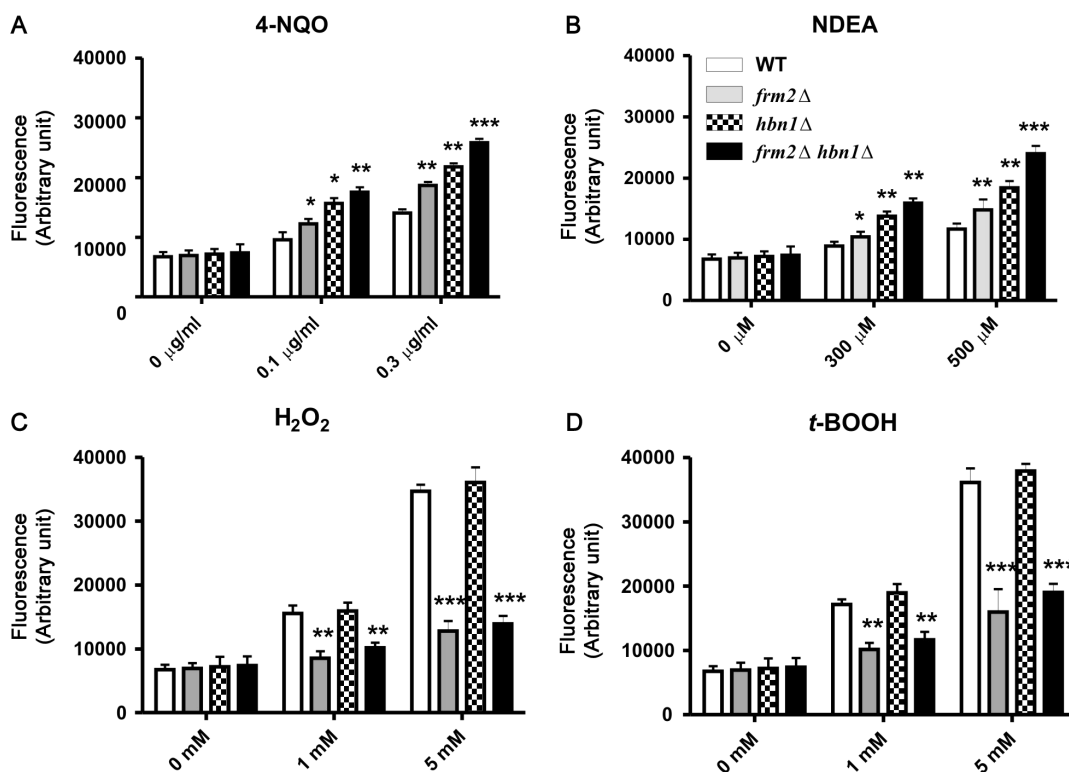 A
4-NQO
Fluorescence
(Arbitrary unit)
40000
30000
20000
10000
0
*
*
**
**
**
***
0 µg/ml
0.1 µg/ml
0.3 µg/ml
B
NDEA
Fluorescence
(Arbitrary unit)
40000
30000
20000
10000
0
WT
frm2Δ
hbn1Δ
frm2Δ hbn1Δ
*
**
**
**
**
***
0 µM
300 µM
500 µM
C
H₂O₂
Fluorescence
(Arbitrary unit)
40000
30000
20000
10000
0
**
**
***
***
0 mM
1 mM
5 mM
D
t-BOOH
Fluorescence
(Arbitrary unit)
40000
30000
20000
10000
0
**
**
***
***
0 mM
1 mM
5 mM